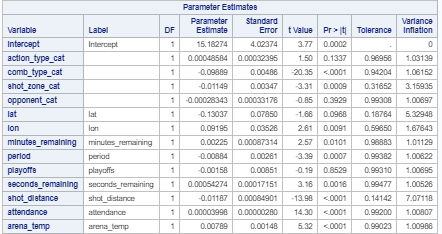 Parameter Estimates
Variable Label DF Parameter Estimate Standard Error t Value Pr > |t| Tolerance Variance Inflation
Intercept Intercept 1 15.18274 4.02374 3.77 0.0002 . 0
action_type_cat 1 0.00048584 0.00032395 1.50 0.1337 0.96956 1.03139
comb_type_cat 1 -0.09889 0.00486 -20.35 <.0001 0.94204 1.06152
shot_zone_cat 1 -0.01149 0.00347 -3.31 0.0009 0.31652 3.15935
opponent_cat 1 -0.00028343 0.00033176 -0.85 0.3929 0.99308 1.00697
lat lat 1 -0.13037 0.07850 -1.66 0.0968 0.18764 5.32948
lon lon 1 0.09195 0.03526 2.61 0.0091 0.59650 1.67643
minutes_remaining minutes_remaining 1 0.00225 0.00087314 2.57 0.0101 0.98883 1.01129
period period 1 -0.00884 0.00261 -3.39 0.0007 0.99382 1.00622
playoffs playoffs 1 -0.00158 0.00851 -0.19 0.8529 0.99310 1.00695
seconds_remaining seconds_remaining 1 0.00054274 0.00017151 3.16 0.0016 0.99477 1.00526
shot_distance shot_distance 1 -0.01187 0.00084901 -13.98 <.0001 0.14142 7.07118
attendance attendance 1 0.00003998 0.00000280 14.30 <.0001 0.99200 1.00807
arena_temp arena_temp 1 0.00789 0.00148 5.32 <.0001 0.99023 1.00986